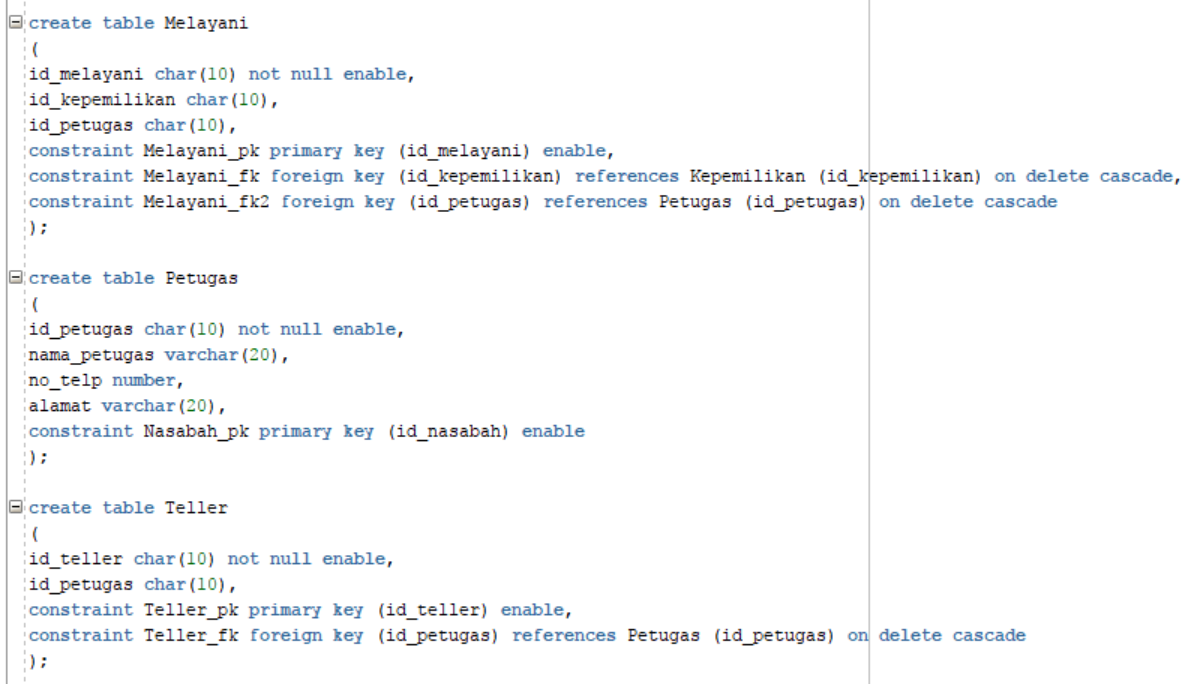 create table Melayani
(
id_melayani char(10) not null enable,
id_kepemilikan char(10),
id_petugas char(10),
constraint Melayani_pk primary key (id_melayani) enable,
constraint Melayani_fk foreign key (id_kepemilikan) references Kepemilikan (id_kepemilikan) on delete cascade,
constraint Melayani_fk2 foreign key (id_petugas) references Petugas (id_petugas) on delete cascade
);
create table Petugas
(
id_petugas char(10) not null enable,
nama_petugas varchar(20),
no_telp number,
alamat varchar(20),
constraint Nasabah_pk primary key (id_nasabah) enable
);
create table Teller
(
id_teller char(10) not null enable,
id_petugas char(10),
constraint Teller_pk primary key (id_teller) enable,
constraint Teller_fk foreign key (id_petugas) references Petugas (id_petugas) on delete cascade
);